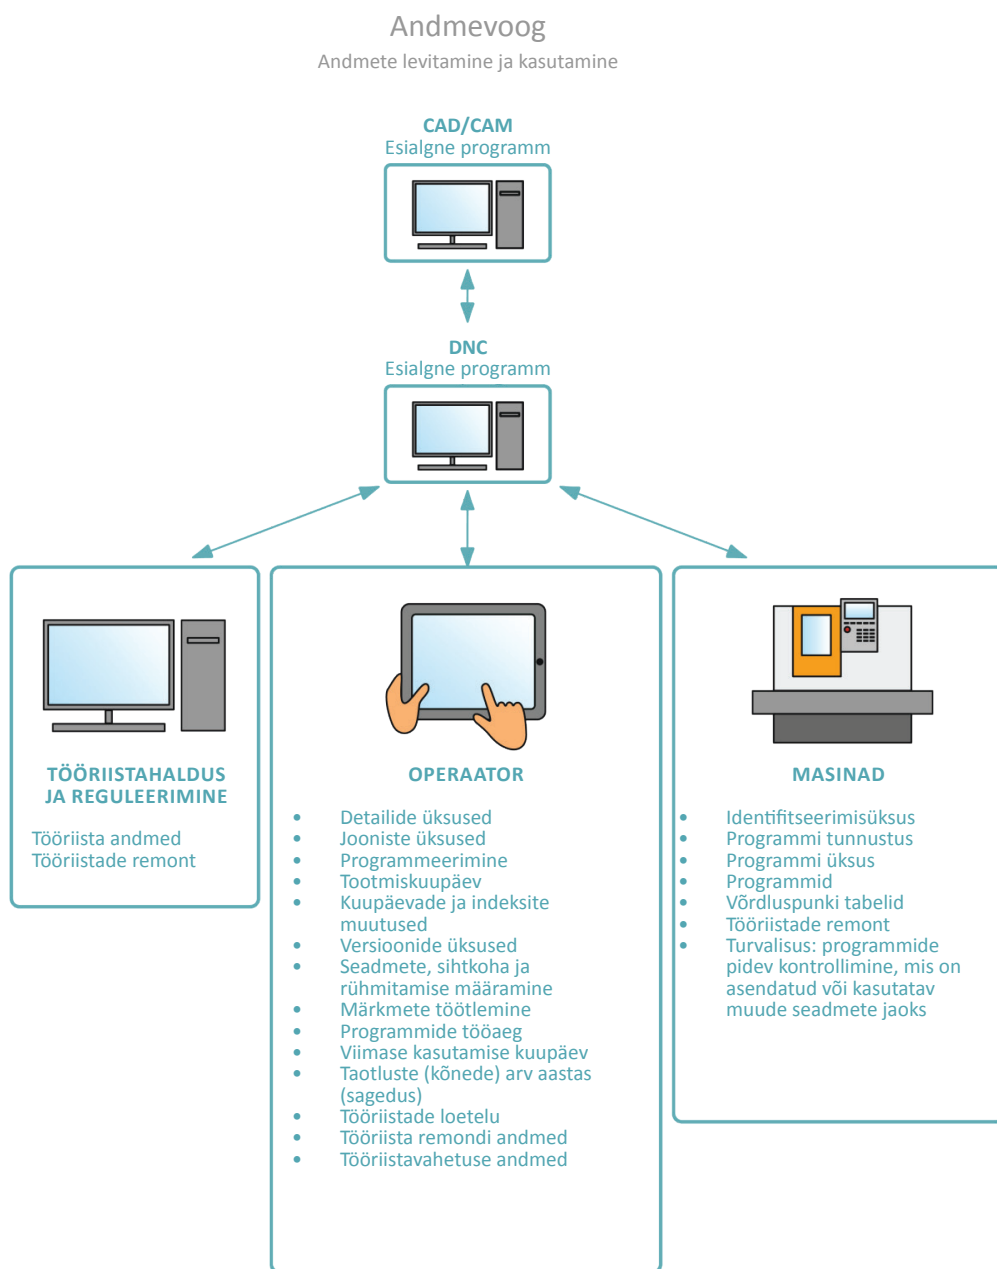 Andmevoog
Andmete levitamine ja kasutamine
CAD/CAM
Esialgne programm
DNC
Esialgne programm
TÖÖRIISTAHALDUS
JA REGULEERIMINE
Tööriista andmed
Tööriistade remont
OPERAATOR
• Detailide üksused
• Jooniste üksused
• Programmeerimine
• Tootmiskuupäev
• Kuupäevade ja indeksite
muutused
• Versioonide üksused
• Seadmete, sihtkoha ja
rühmitamise määramine
• Märkmete töötlemine
• Programmide tööaeg
• Viimase kasutamise kuupäev
• Taotluste (kõnede) arv aastas
(sagedus)
• Tööriistade loetelu
• Tööriista remondi andmed
• Tööriistavahetuse andmed
MASINAD
• Identifitseerimisüksus
• Programmi tunnustus
• Programmi üksus
• Programmid
• Võrdluspunki tabelid
• Tööriistade remont
• Turvalisus: programmide
pidev kontrollimine, mis on
asendatud või kasutatav
muude seadmete jaoks